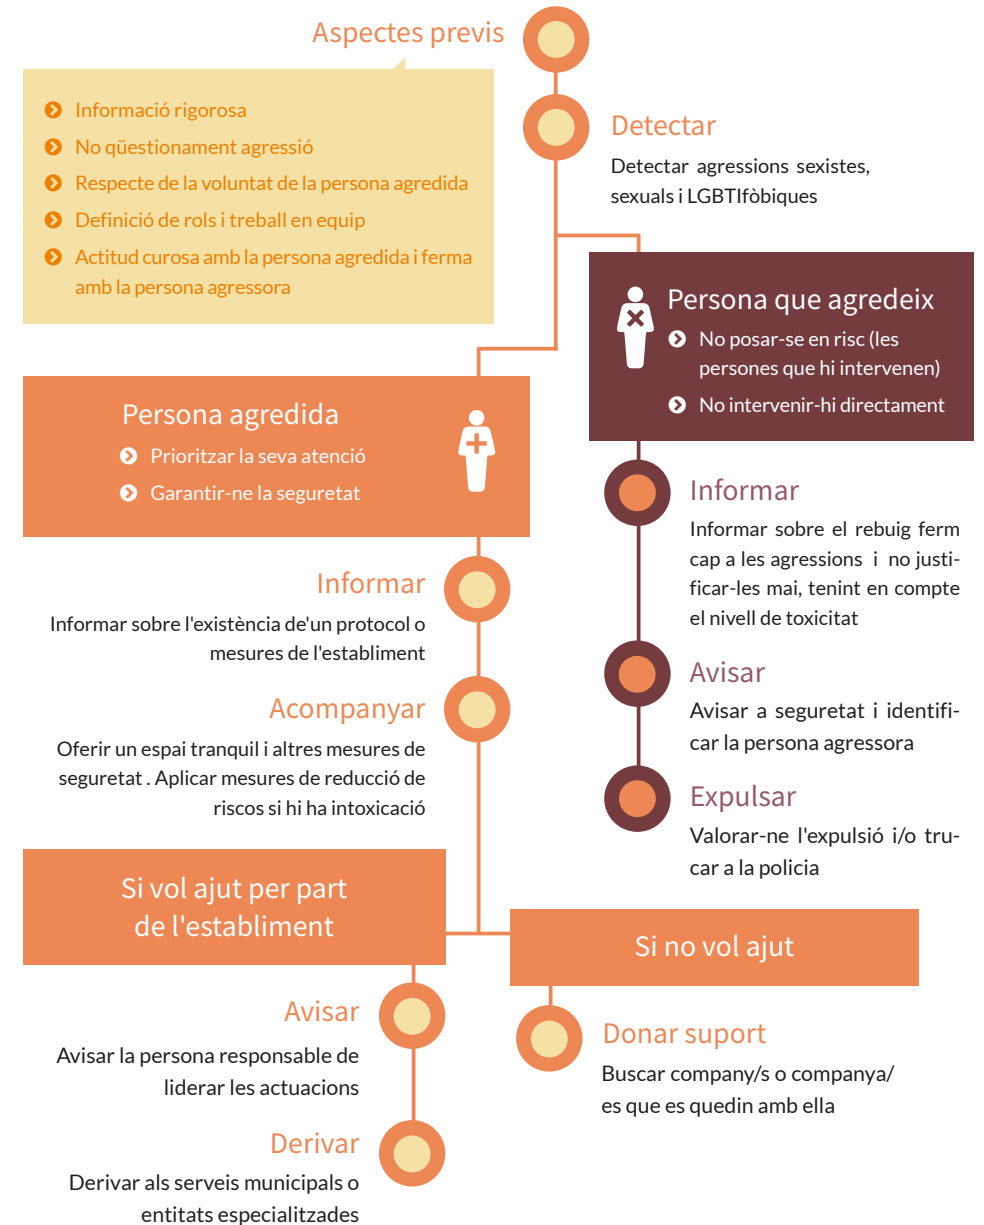 Aspectes previs
Informació rigorosa
No qüestionament agressió
Respecte de la voluntat de la persona agredida
Definició de rols i treball en equip
Actitud curosa amb la persona agredida i ferma
amb la persona agressora
Detectar
Detectar agressions sexistes,
sexuals i LGBTIfòbiques
Persona que agredeix
No posar-se en risc (les
persones que hi intervenen)
No intervenir-hi directament
Persona agredida
Prioritzar la seva atenció
Garantir-ne la seguretat
Informar
Informar sobre el rebuig ferm
cap a les agressions i no justi-
ficar-les mai, tenint en compte
el nivell de toxicitat
Avisar
Avisar a seguretat i identifi-
car la persona agressora
Expulsar
Valorar-ne l'expulsió i/o tru-
car a la policia
Informar
Informar sobre l'existència de'un protocol o
mesures de l'establiment
Acompanyar
Oferir un espai tranquil i altres mesures de
seguretat . Aplicar mesures de reducció de
riscos si hi ha intoxicació
Si vol ajut per part
de l'establiment
Avisar
Avisar la persona responsable de
liderar les actuacions
Derivar
Derivar als serveis municipals o
entitats especialitzades
Si no vol ajut
Donar suport
Buscar company/s o companya/
es que es quedin amb ella